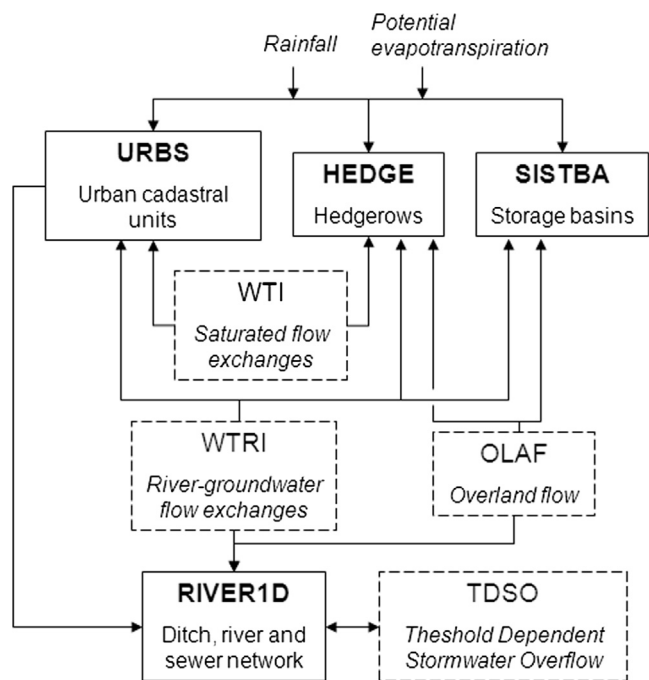 Rainfall
Potential
evapotranspiration
URBS
Urban cadastral
units
HEDGE
Hedgerows
SISTBA
Storage basins
WTI
Saturated flow
exchanges
WTRI
River-groundwater
flow exchanges
OLAF
Overland flow
RIVER1D
Ditch, river and
sewer network
TDSO
Theshold Dependent
Stormwater Overflow